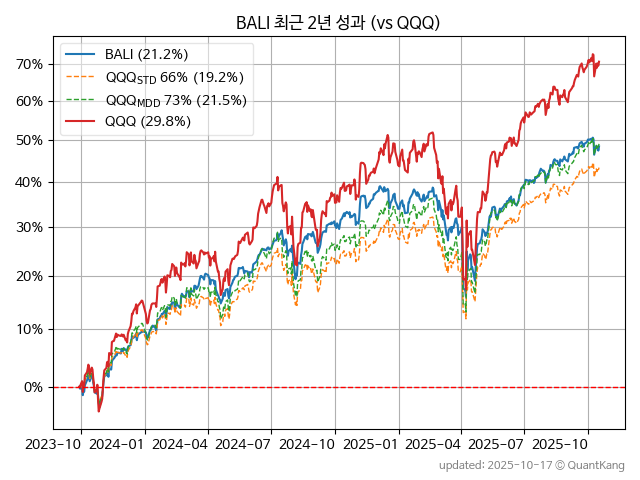 BALI 최근 2년 성과 (vs QQQ)
BALI (21.2%)
QQQSTD 66% (19.2%)
QQQMDD 73% (21.5%)
QQQ (29.8%)
70%
60%
50%
40%
30%
20%
10%
0%
2023-10 2024-01 2024-04 2024-07 2024-10 2025-01 2025-04 2025-07 2025-10
updated: 2025-10-17 © QuantKang